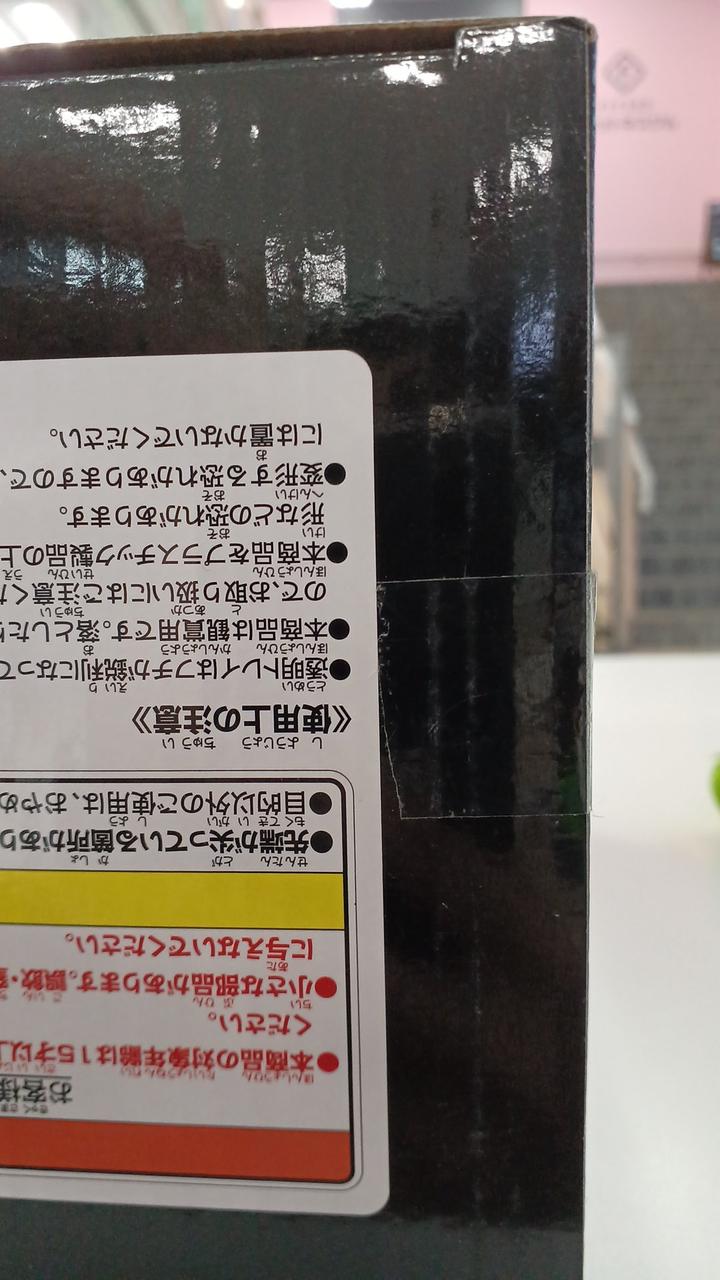 お客様
●本商品の対象年齢は15才以上
ください。
●小さな部品があります。誤飲・
に与えないでください。
●先端が尖っている箇所があり
●目的以外のご使用は、おやめ
《使用上の注意》
●透明トレイはフチが鋭利になって
●本商品は観賞用です。落とした
ので、お取り扱いにはご注意くだ
●本商品をプラスチック製品の上
形などの恐れがあります。
●変形する恐れがありますので、
には置かないでください。